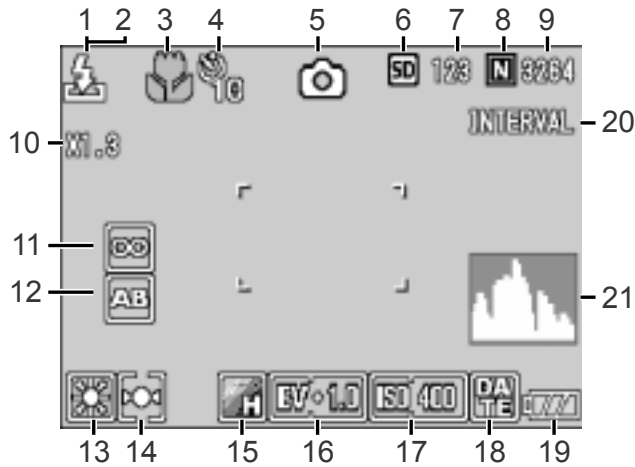 1 2 3 4 5 6 7 8 9
10 SD 123 N 3264
INTERVAL 20
10 X1.3
11
12 AB
21
H EV+1.0 ISO 400 DA
TE
13 14 15 16 17 18 19